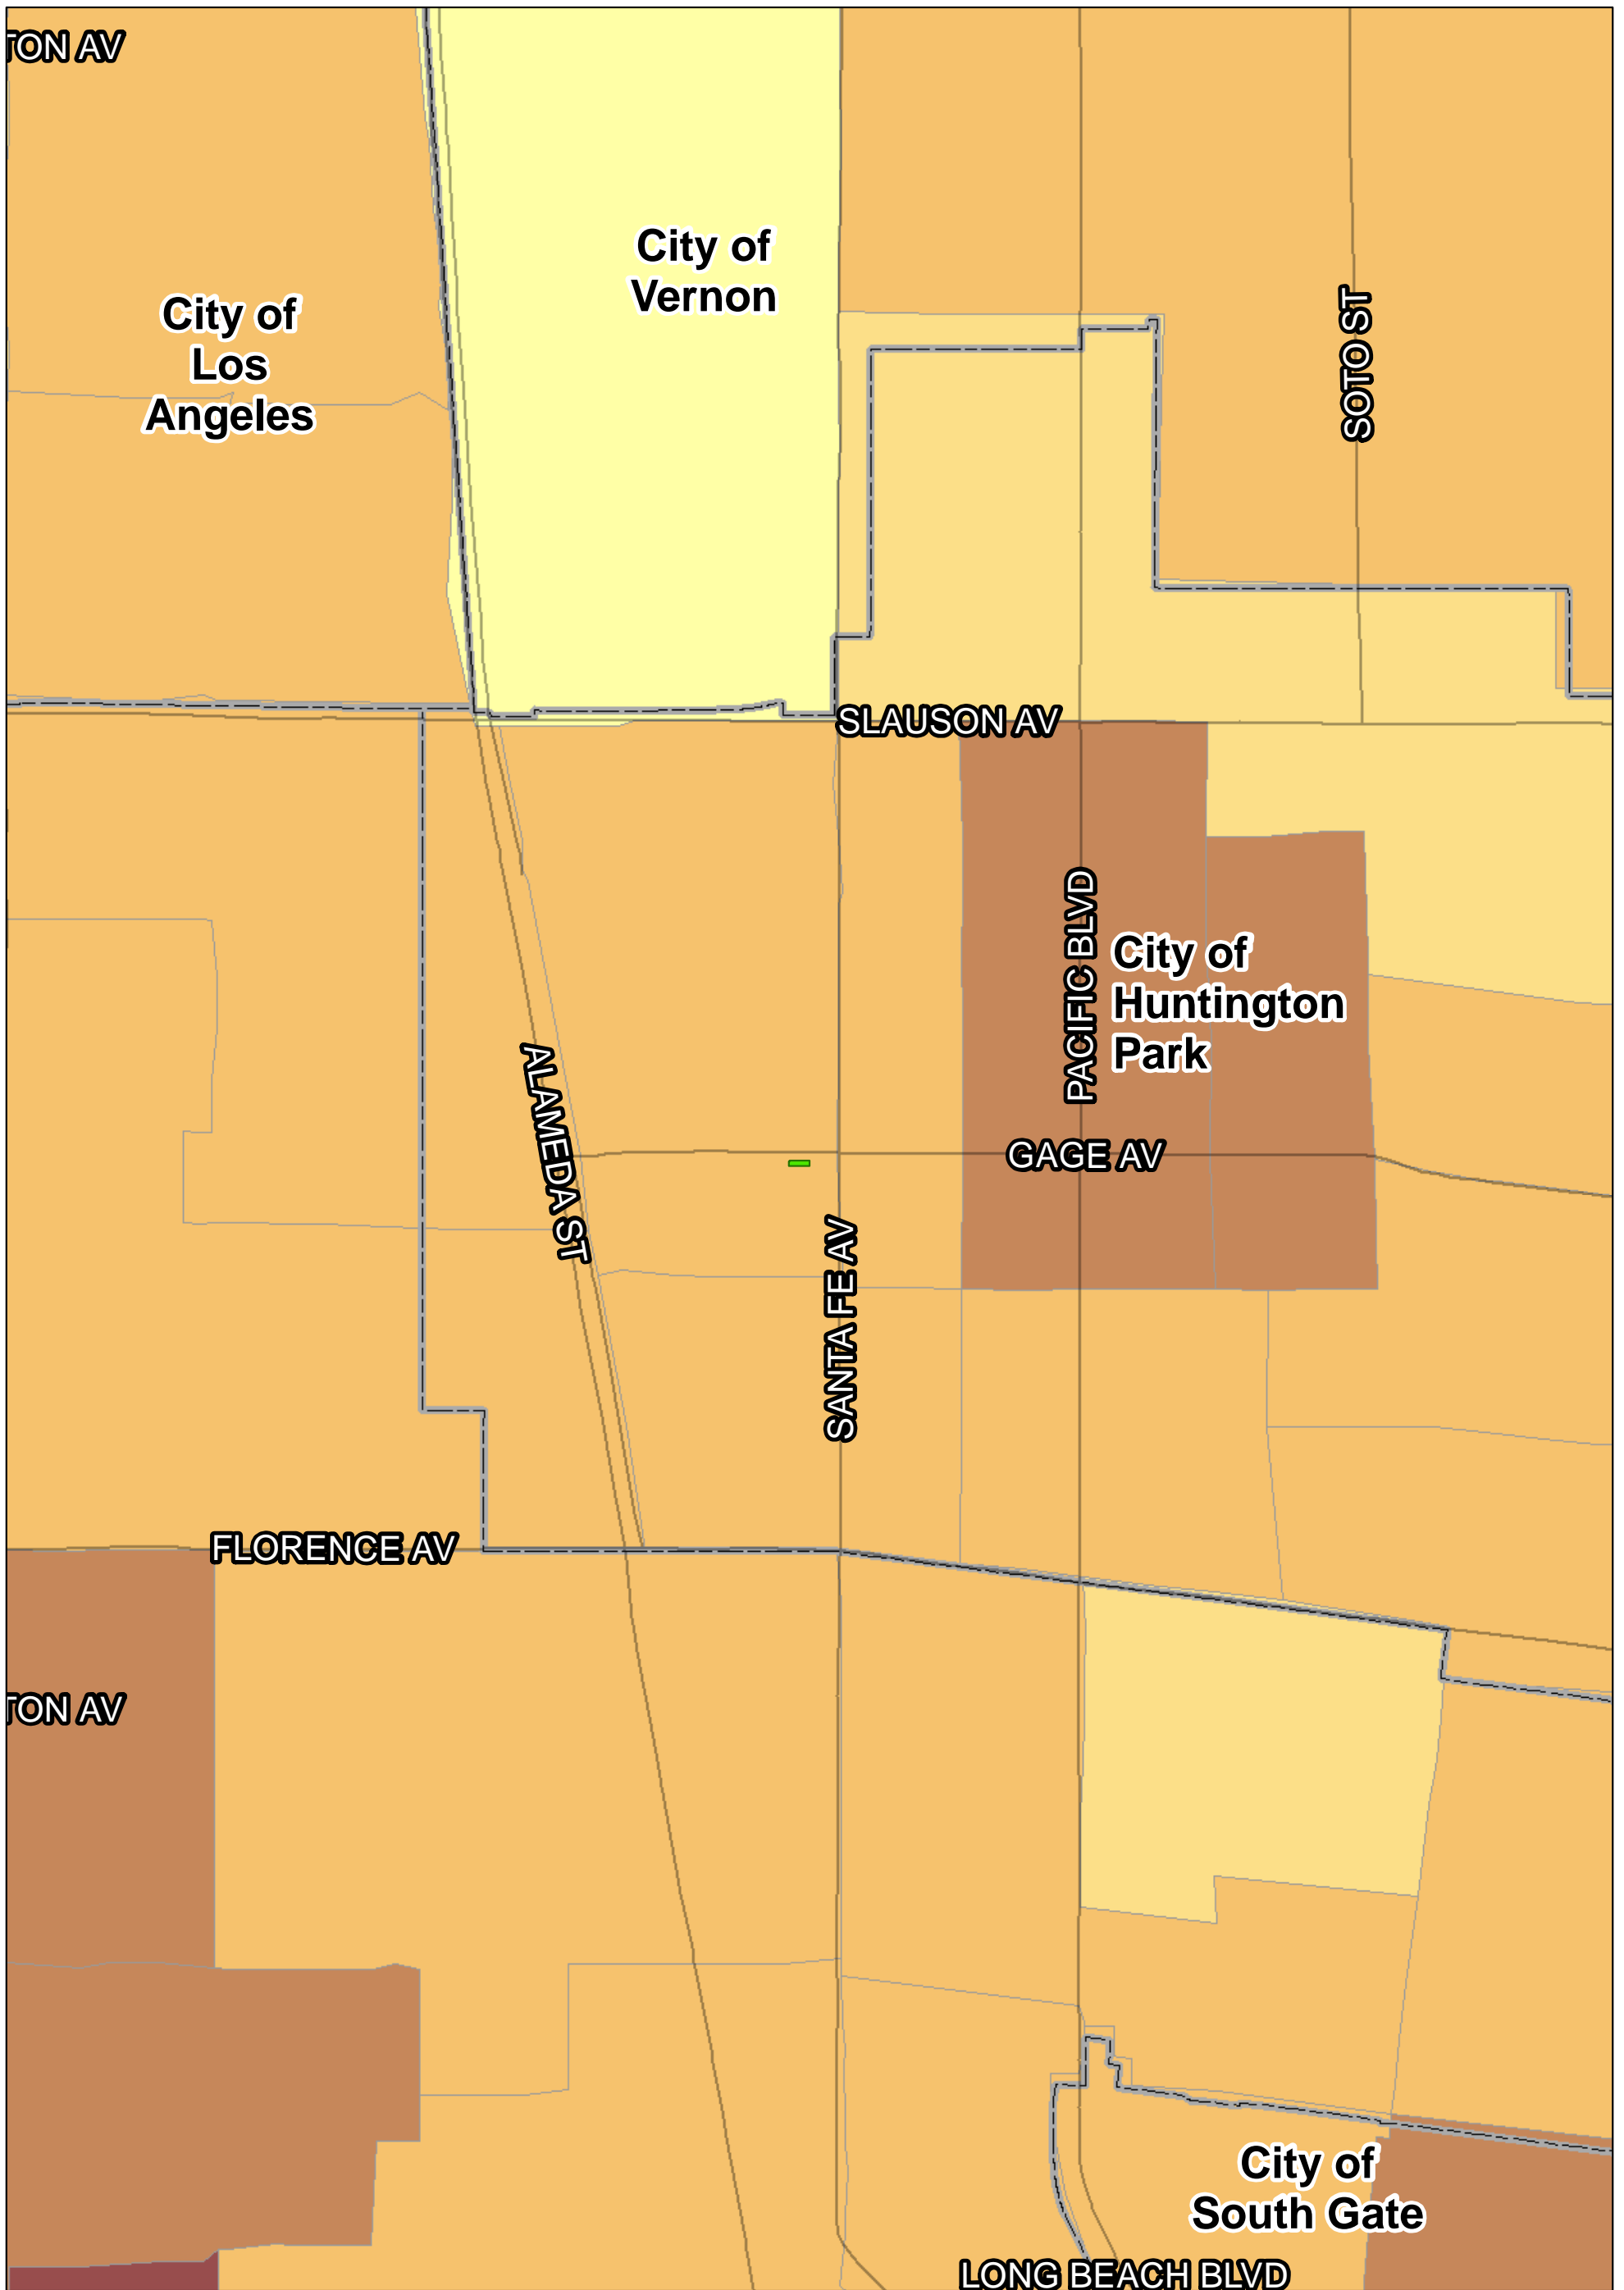 TON AV
City of
Vernon
City of
Los
Angeles
SOTO ST
SLAUSON AV
PACIFIC BLVD
City of
Huntington
Park
ALAMEDA ST
GAGE AV
SANTA FE AV
FLORENCE AV
TON AV
City of
South Gate
LONG BEACH BLVD